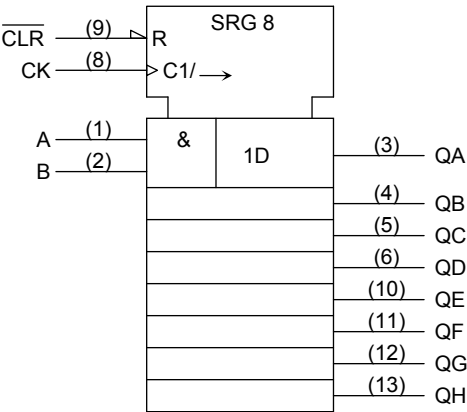 SRG 8
CLR (9) R
CK (8) C1/→
A (1) & 1D (3) QA
B (2)
(4) QB
(5) QC
(6) QD
(10) QE
(11) QF
(12) QG
(13) QH